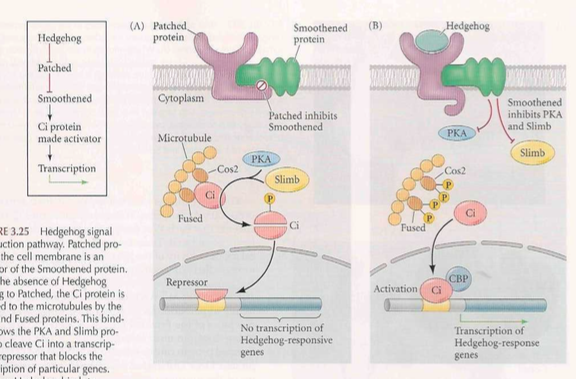 Hedgehog
Patched
Smoothened
Ci protein
made activator
Transcription
RE 3.25 Hedgehog signal
uction pathway. Patched pro-
the cell membrane is an
or of the Smoothened protein.
he absence of Hedgehog
g to Patched, the Ci protein is
ed to the microtubules by the
nd Fused proteins. This bind-
ows the PKA and Slimb pro-
o cleave Ci into a transcrip-
repressor that blocks the
iption of particular genes.
(A)
Patched
protein
Smoothened
protein
Cytoplasm
Patched inhibits
Smoothened
Microtubule
PKA
Cos2
Slimb
Ci
P
Fused
Ci
Repressor
No transcription of
Hedgehog-responsive
genes
(B)
Hedgehog
Smoothened
inhibits PKA
and Slimb
PKA
Slimb
Cos2
P
P
P
P
Fused
Ci
CBP
Activation
Ci
Transcription of
Hedgehog-response
genes